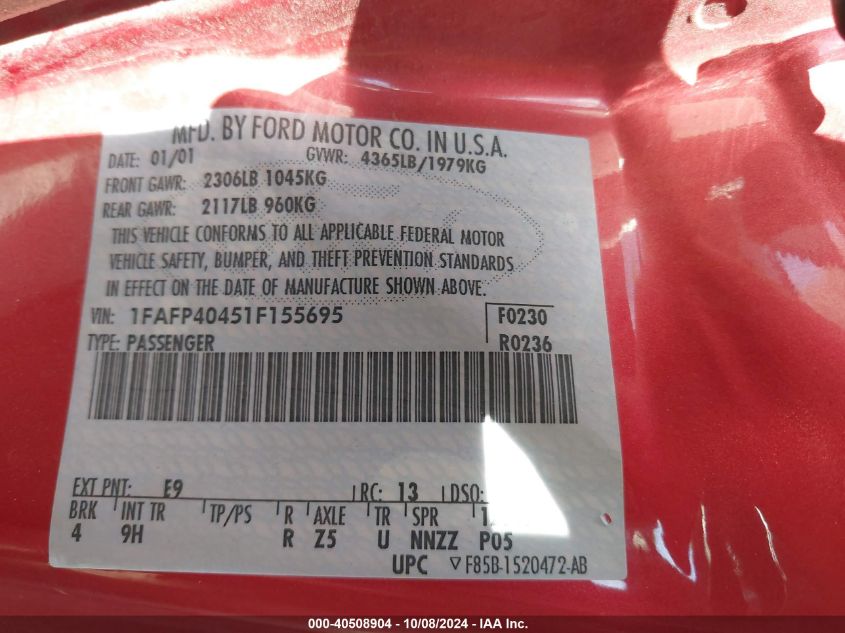 MFD. BY FORD MOTOR CO. IN U.S.A.
DATE: 01/01 GVWR: 4365LB/1979KG
FRONT GAWR: 2306LB 1045KG
REAR GAWR: 2117LB 960KG
THIS VEHICLE CONFORMS TO ALL APPLICABLE FEDERAL MOTOR
VEHICLE SAFETY, BUMPER, AND THEFT PREVENTION STANDARDS
IN EFFECT ON THE DATE OF MANUFACTURE SHOWN ABOVE.
VIN: 1FAFP40451F155695 F0230
TYPE: PASSENGER R0236
EXT PNT: E9 RC: 13 DSO:
BRK INT TR TP/PS R AXLE TR SPR
4 9H R Z5 U NNZZ P05
UPC ▽F85B-1520472-AB
000-40508904 - 10/08/2024 - IAA Inc.